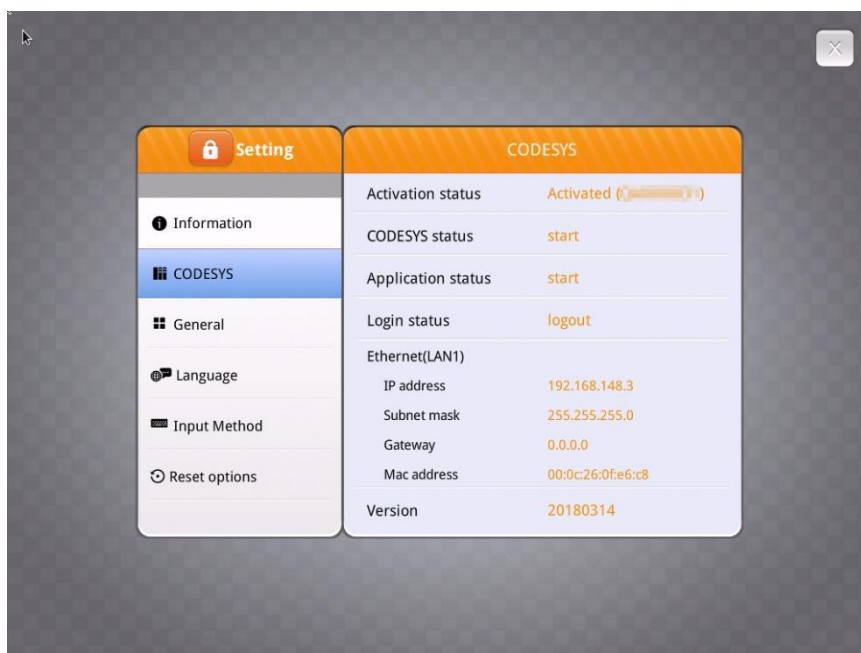 Setting
Information
CODESYS
General
Language
Input Method
Reset options
CODESYS
Activation status Activated ( )
CODESYS status start
Application status start
Login status logout
Ethernet(LAN1)
IP address 192.168.148.3
Subnet mask 255.255.255.0
Gateway 0.0.0.0
Mac address 00:0c:26:0f:e6:c8
Version 20180314